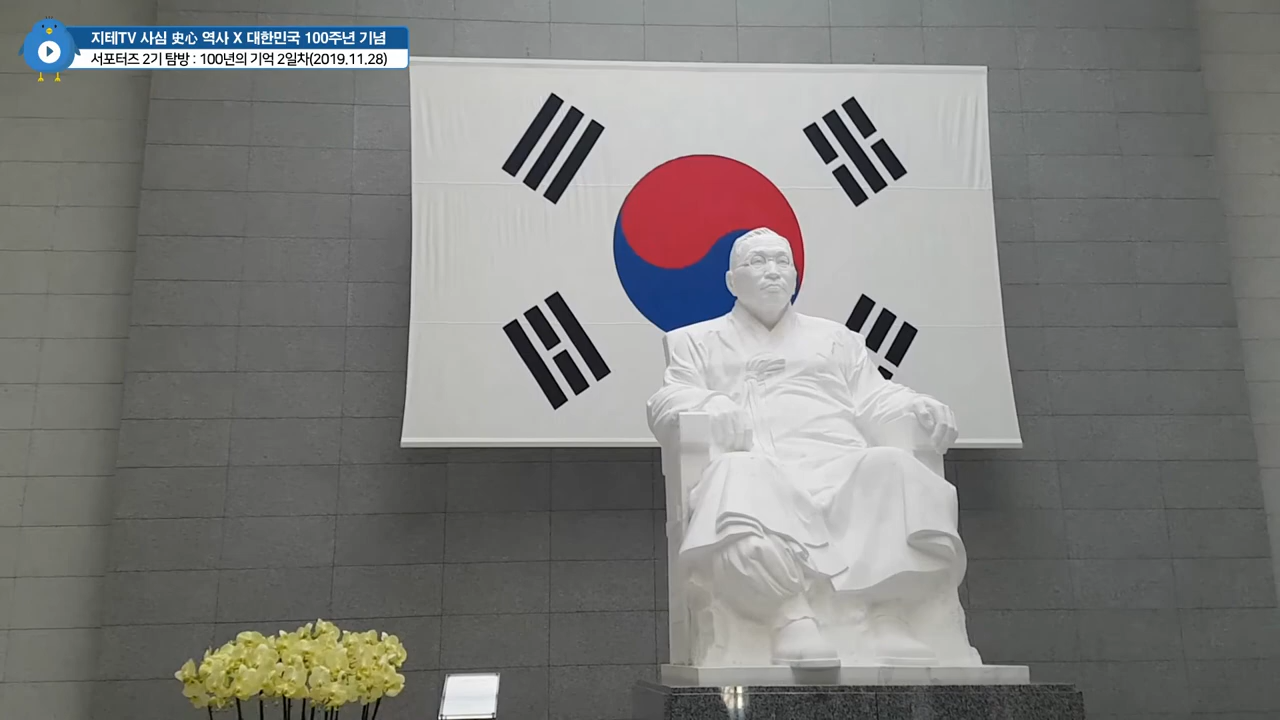 지테TV 사심 史心 역사 X 대한민국 100주년 기념
서포터즈 2기 탐방 : 100년의 기억 2일차(2019.11.28)